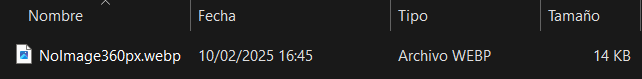 Nombre Fecha Tipo Tamaño
NoImage360px.webp 10/02/2025 16:45 Archivo WEBP 14 KB